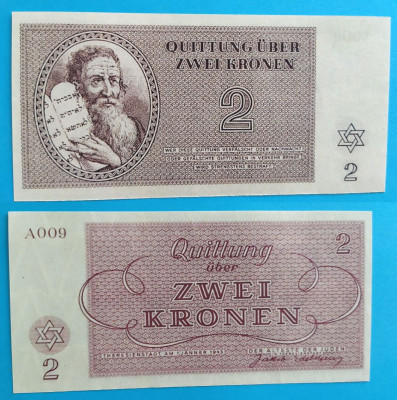 QUITTUNG ÜBER
ZWEI KRONEN
2
WER DIESE QUITTUNG VERFÄLSCHT ODER NACHMACHT
ODER GEFÄLSCHTE QUITTUNGEN IN VERKEHR BRINGT,
WIRD STRENGSTENS BESTRAFT
2
A009
Quittung
über
2
ZWEI
KRONEN
2
THERESIENSTADT AM 1. JÄNNER 1943
DER ÄLTESTE DER JUDEN